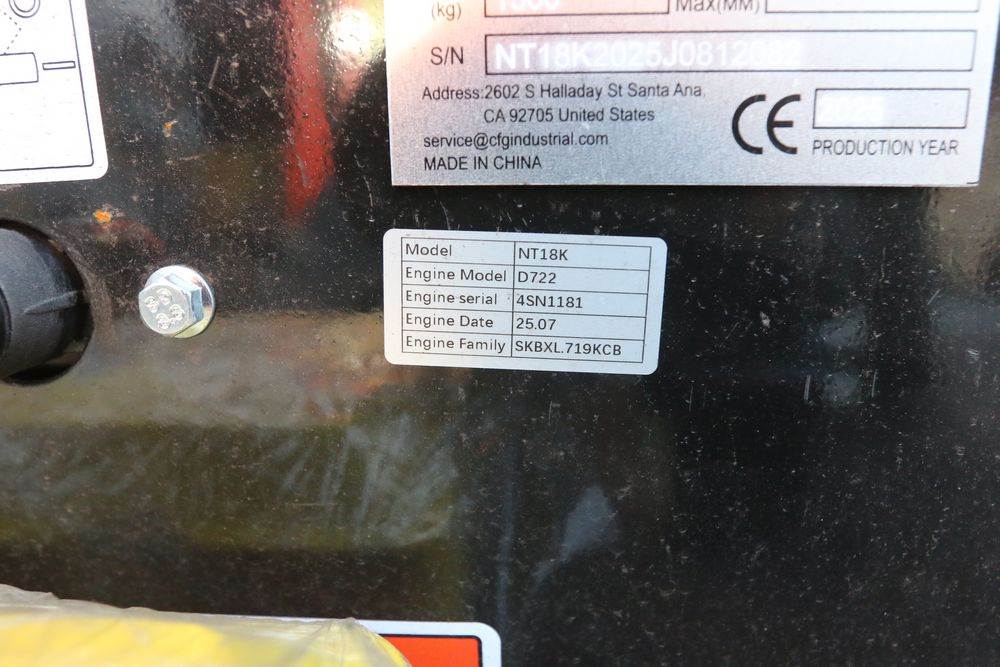 (kg)
Max(MM)
S/N NT18K2025J0812082
Address:2602 S Halladay St Santa Ana,
CA 92705 United States
service@cfgindustrial.com
MADE IN CHINA
CE
PRODUCTION YEAR
Model NT18K
Engine Model D722
Engine serial 4SN1181
Engine Date 25.07
Engine Family SKBXL.719KCB